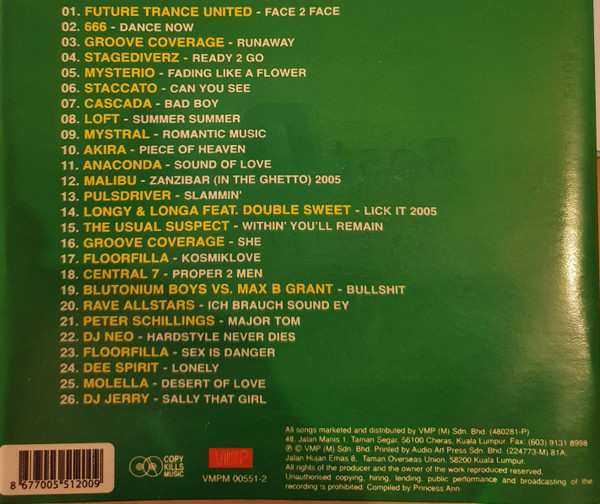 01. FUTURE TRANCE UNITED - FACE 2 FACE
02. 666 - DANCE NOW
03. GROOVE COVERAGE - RUNAWAY
04. STAGEDIVERZ - READY 2 GO
05. MYSTERIO - FADING LIKE A FLOWER
06. STACCATO - CAN YOU SEE
07. CASCADA - BAD BOY
08. LOFT - SUMMER SUMMER
09. MYSTRAL - ROMANTIC MUSIC
10. AKIRA - PIECE OF HEAVEN
11. ANACONDA - SOUND OF LOVE
12. MALIBU - ZANZIBAR (IN THE GHETTO) 2005
13. PULSDRIVER - SLAMMIN'
14. LONGY & LONGA FEAT. DOUBLE SWEET - LICK IT 2005
15. THE USUAL SUSPECT - WITHIN' YOU'LL REMAIN
16. GROOVE COVERAGE - SHE
17. FLOORFILLA - KOSMIKLOVE
18. CENTRAL 7 - PROPER 2 MEN
19. BLUTONIUM BOYS VS. MAX B GRANT - BULLSHIT
20. RAVE ALLSTARS - ICH BRAUCH SOUND EY
21. PETER SCHILLINGS - MAJOR TOM
22. DJ NEO - HARDSTYLE NEVER DIES
23. FLOORFILLA - SEX IS DANGER
24. DEE SPIRIT - LONELY
25. MOLELLA - DESERT OF LOVE
26. DJ JERRY - SALLY THAT GIRL
8 677005 512009
COPY KILLS MUSIC
VMP
VMPM 00551-2
All songs marketed and distributed by VMP (M) Sdn. Bhd. (480281-P)
48, Jalan Manis 1, Taman Segar, 56100 Cheras, Kuala Lumpur. Fax: (603) 9131 8998
℗ © VMP (M) Sdn. Bhd. Printed by Audio Art Press Sdn. Bhd. (224773-M) 81A,
Jalan Hujan Emas 8, Taman Overseas Union, 58200 Kuala Lumpur.
All rights of the producer and the owner of the work reproduced reserved.
Unauthorised copying, hiring, lending, public performance and broadcasting of
the recording is prohibited. Compiled by Princess Ann